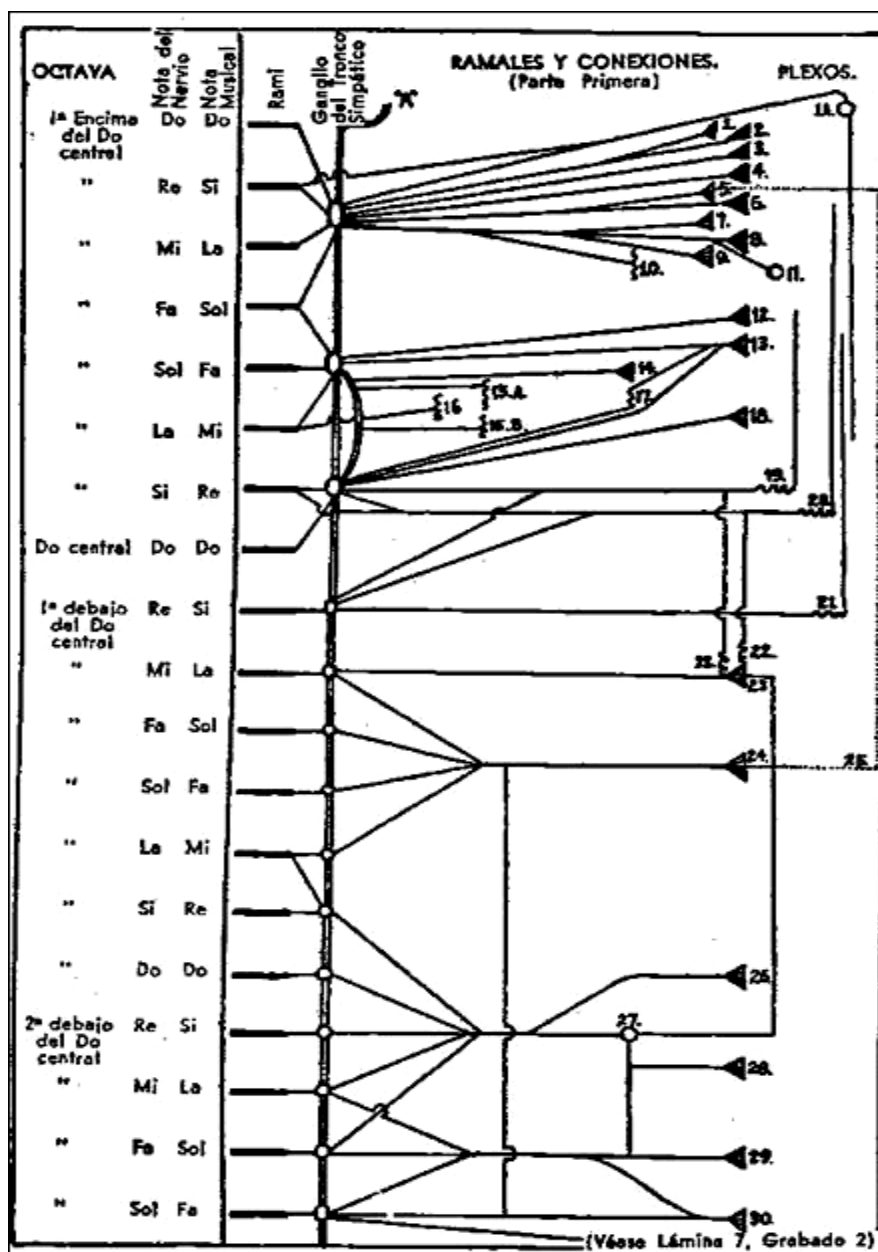 OCTAVA
Nota del Nervio
Nota Musical
Rami
Ganglio del Tronco Simpático
RAMALES Y CONEXIONES.
(Parte Primera)
PLEXOS.
"A"
1ª Encima del Do central Do Do
" Re Si
" Mi La
" Fa Sol
" Sol Fa
" La Mi
" Si Re
Do central Do Do
1ª debajo del Do central Re Si
" Mi La
" Fa Sol
" Sol Fa
" La Mi
" Si Re
" Do Do
2ª debajo del Do central Re Si
" Mi La
" Fa Sol
" Sol Fa
1.
2.
3.
4.
5.
6.
7.
8.
9.
10.
11.
12.
13.
14.
15.A.
16
17.
18.
19.
20.
21.
22.
23.
24.
27.
28.
29.
30.
(Véase Lámina 7, Grabado 2)